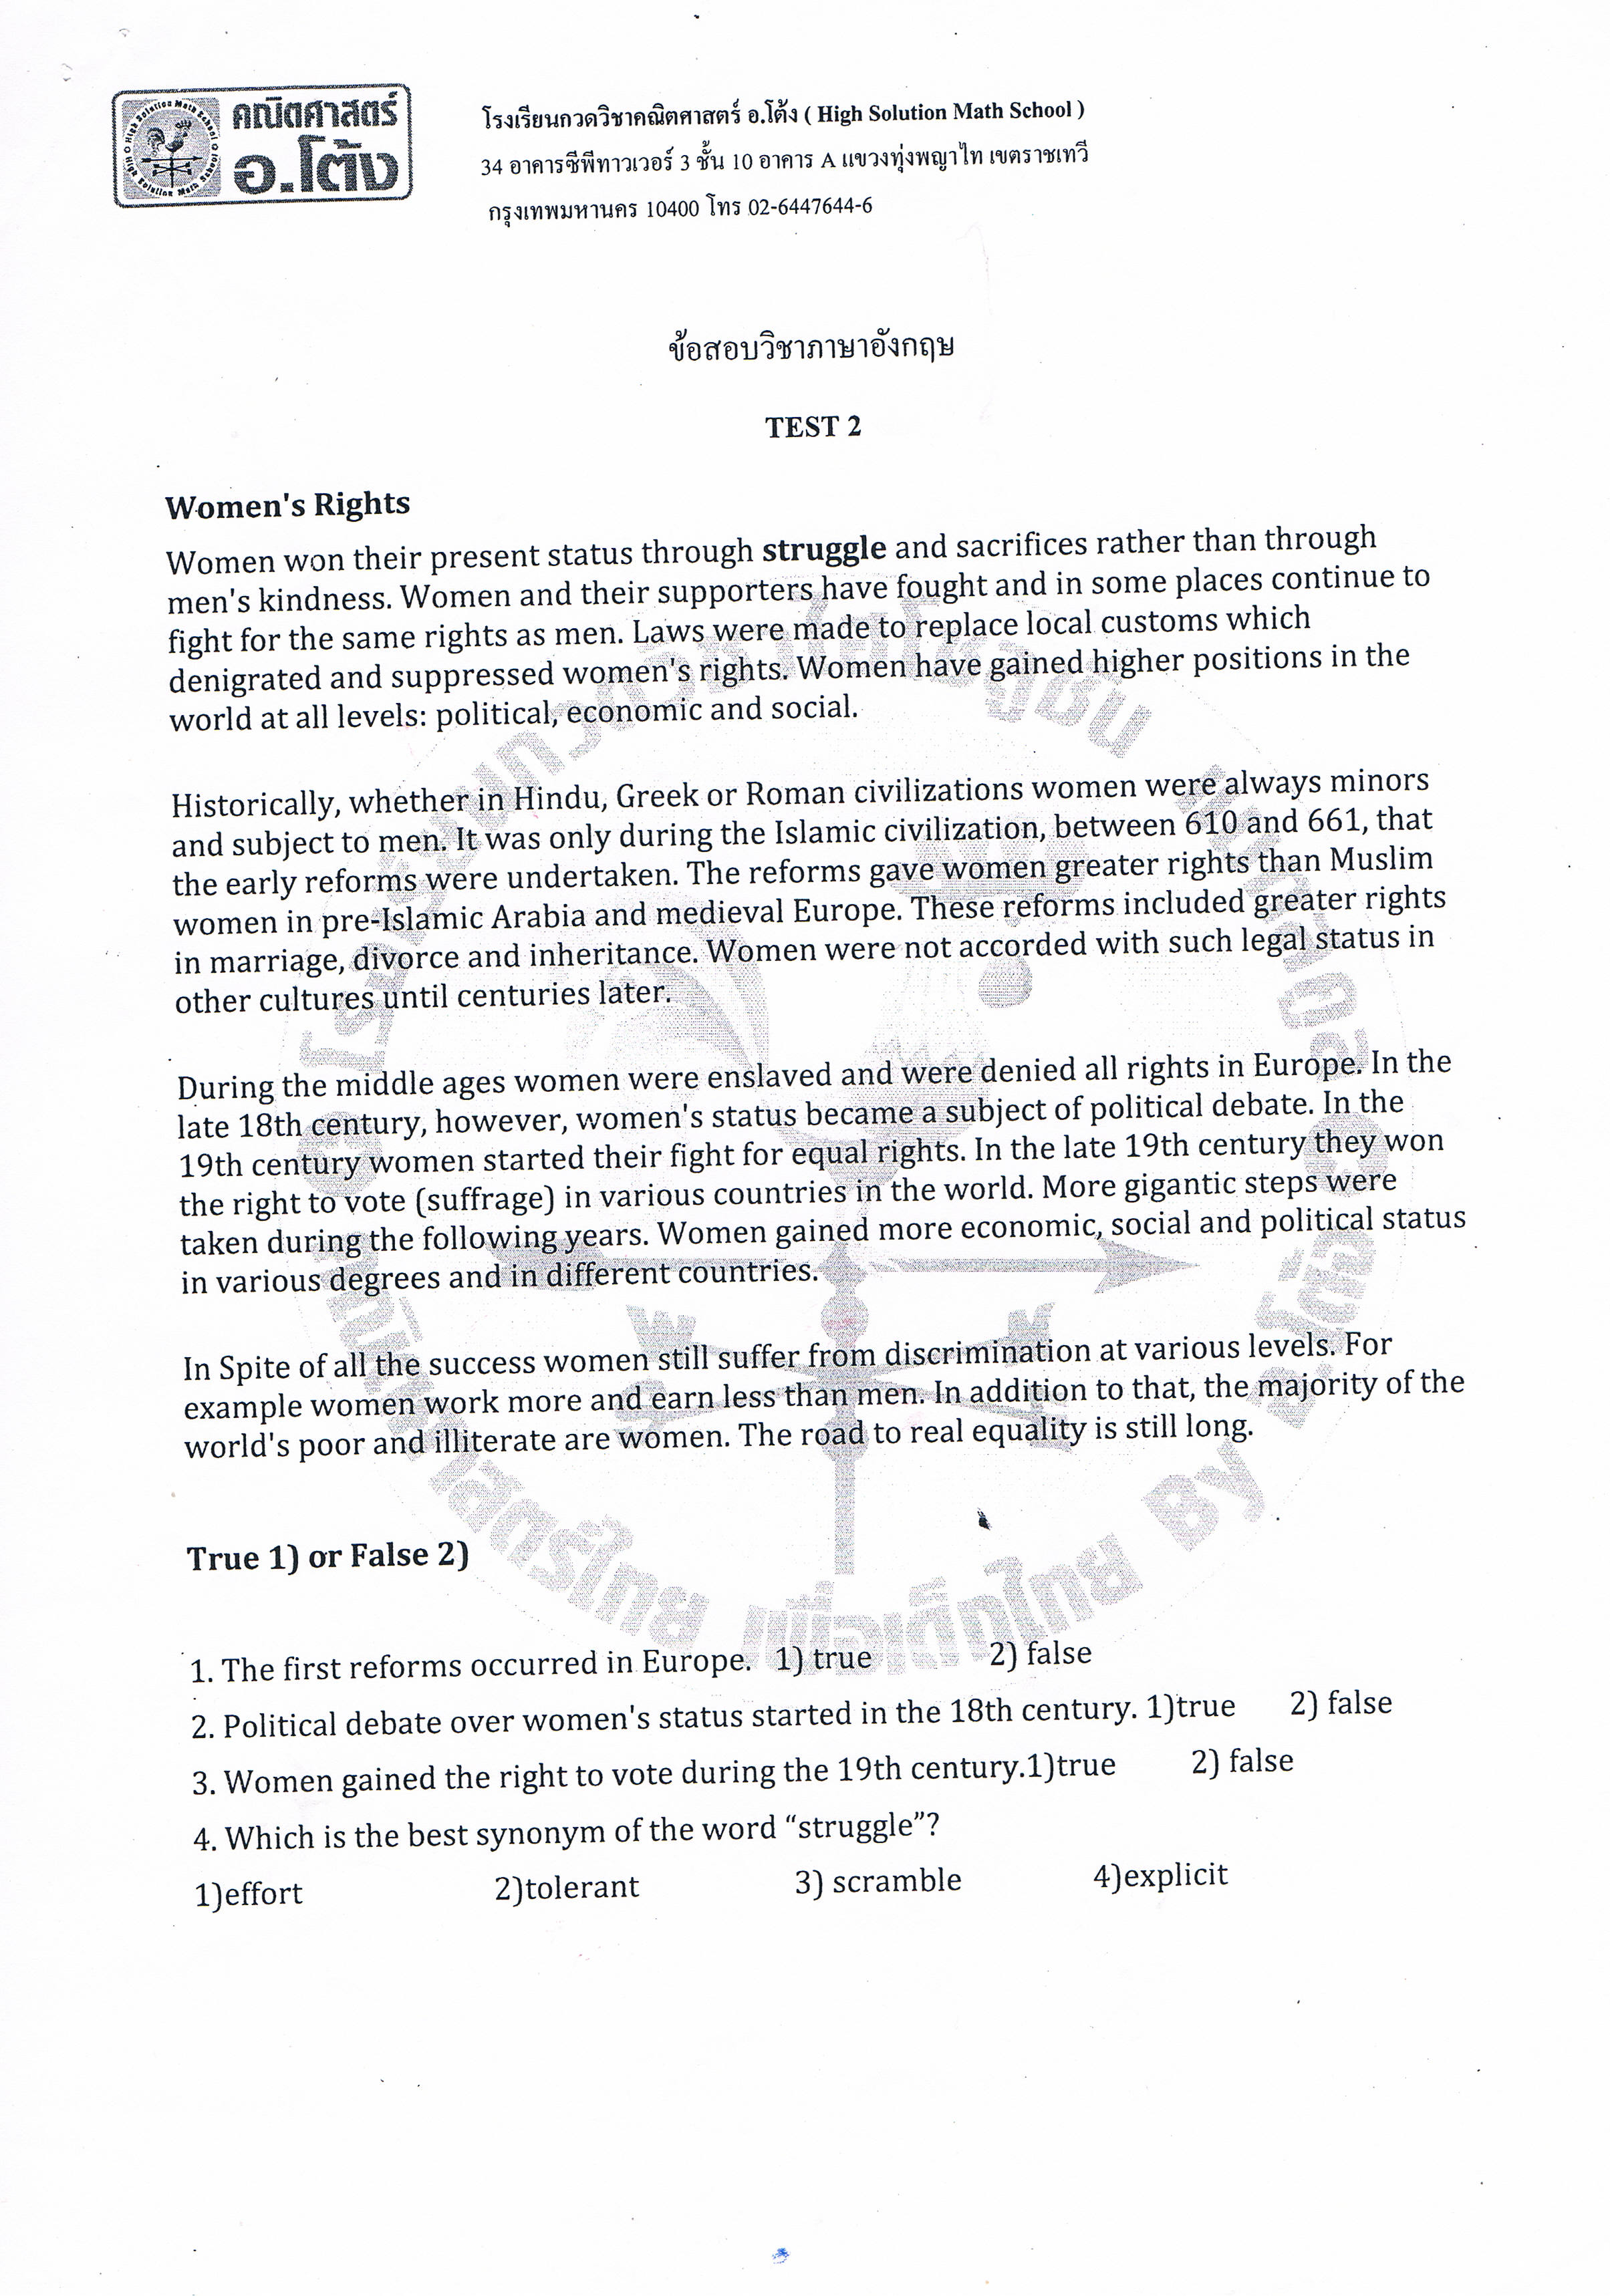 คณิตศาสตร์
อ.โต้ง
High Solution Math School
โรงเรียนกวดวิชาคณิตศาสตร์ อ.โต้ง ( High Solution Math School )
34 อาคารซีพีทาวเวอร์ 3 ชั้น 10 อาคาร A แขวงทุ่งพญาไท เขตราชเทวี
กรุงเทพมหานคร 10400 โทร 02-6447644-6
ข้อสอบวิชาภาษาอังกฤษ
TEST 2
Women's Rights
Women won their present status through struggle and sacrifices rather than through
men's kindness. Women and their supporters have fought and in some places continue to
fight for the same rights as men. Laws were made to replace local customs which
denigrated and suppressed women's rights. Women have gained higher positions in the
world at all levels: political, economic and social.
Historically, whether in Hindu, Greek or Roman civilizations women were always minors
and subject to men. It was only during the Islamic civilization, between 610 and 661, that
the early reforms were undertaken. The reforms gave women greater rights than Muslim
women in pre-Islamic Arabia and medieval Europe. These reforms included greater rights
in marriage, divorce and inheritance. Women were not accorded with such legal status in
other cultures until centuries later.
During the middle ages women were enslaved and were denied all rights in Europe. In the
late 18th century, however, women's status became a subject of political debate. In the
19th century women started their fight for equal rights. In the late 19th century they won
the right to vote (suffrage) in various countries in the world. More gigantic steps were
taken during the following years. Women gained more economic, social and political status
in various degrees and in different countries.
In Spite of all the success women still suffer from discrimination at various levels. For
example women work more and earn less than men. In addition to that, the majority of the
world's poor and illiterate are women. The road to real equality is still long.
True 1) or False 2)
1. The first reforms occurred in Europe. 1) true 2) false
2. Political debate over women's status started in the 18th century. 1)true 2) false
3. Women gained the right to vote during the 19th century.1)true 2) false
4. Which is the best synonym of the word “struggle”?
1)effort 2)tolerant 3) scramble 4)explicit
เพื่อเด็กไทย By อ.โต้ง